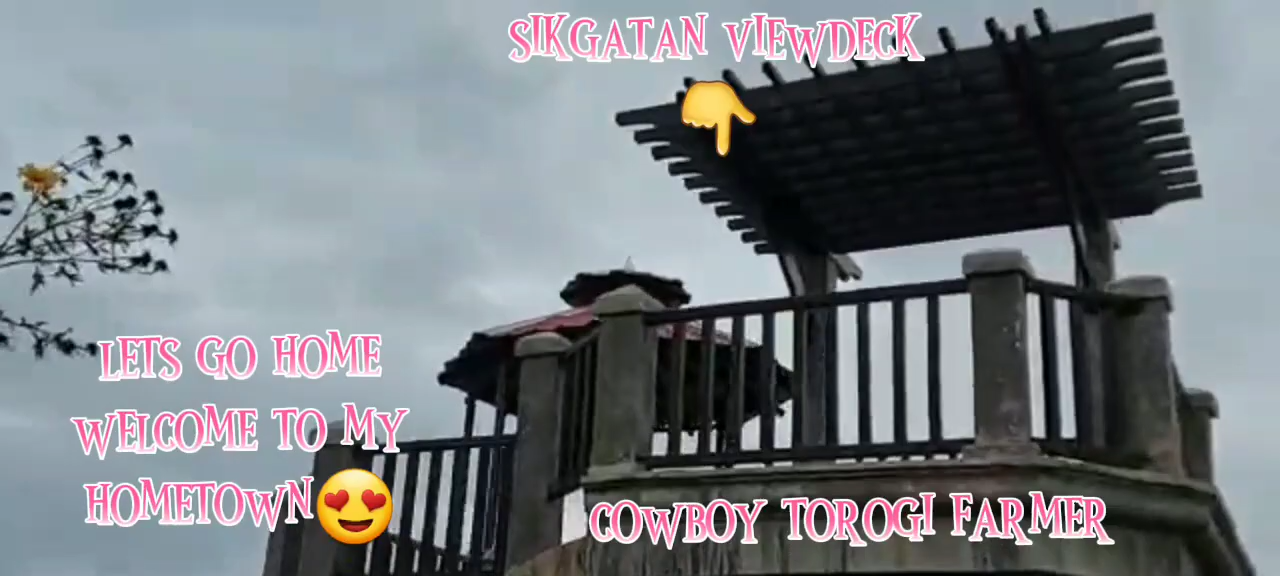 SIKGATAN VIEWDECK
LETS GO HOME
WELCOME TO MY
HOMETOWN
COWBOY TOROGI FARMER